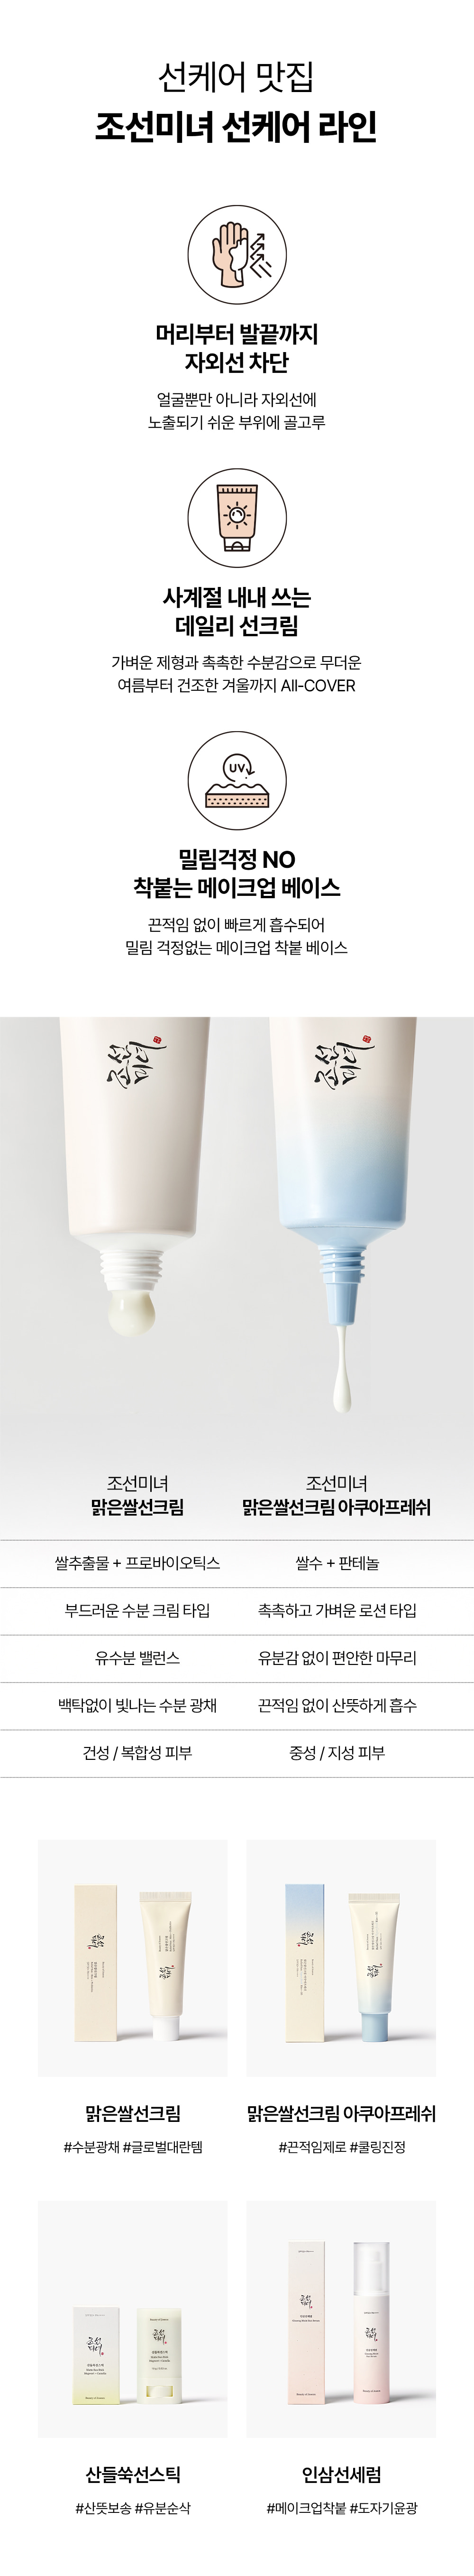 선케어 맛집
조선미녀 선케어 라인
머리부터 발끝까지
자외선 차단
얼굴뿐만 아니라 자외선에
노출되기 쉬운 부위에 골고루
사계절 내내 쓰는
데일리 선크림
가벼운 제형과 촉촉한 수분감으로 무더운
여름부터 건조한 겨울까지 All-COVER
UV
밀림걱정 NO
착붙는 메이크업 베이스
끈적임 없이 빠르게 흡수되어
밀림 걱정없는 메이크업 착붙 베이스
조선미녀
조선미녀
조선미녀
맑은쌀선크림
조선미녀
맑은쌀선크림 아쿠아프레쉬
쌀추출물 + 프로바이오틱스
쌀수 + 판테놀
부드러운 수분 크림 타입
촉촉하고 가벼운 로션 타입
유수분 밸런스
유분감 없이 편안한 마무리
백탁없이 빛나는 수분 광채
끈적임 없이 산뜻하게 흡수
건성 / 복합성 피부
중성 / 지성 피부
맑은쌀선크림
#수분광채 #글로벌대란템
맑은쌀선크림 아쿠아프레쉬
#끈적임제로 #쿨링진정
조선미녀
조선미녀
산들쑥선스틱
#산뜻보송 #유분순삭
조선미녀
조선미녀
인삼선세럼
#메이크업착붙 #도자기윤광